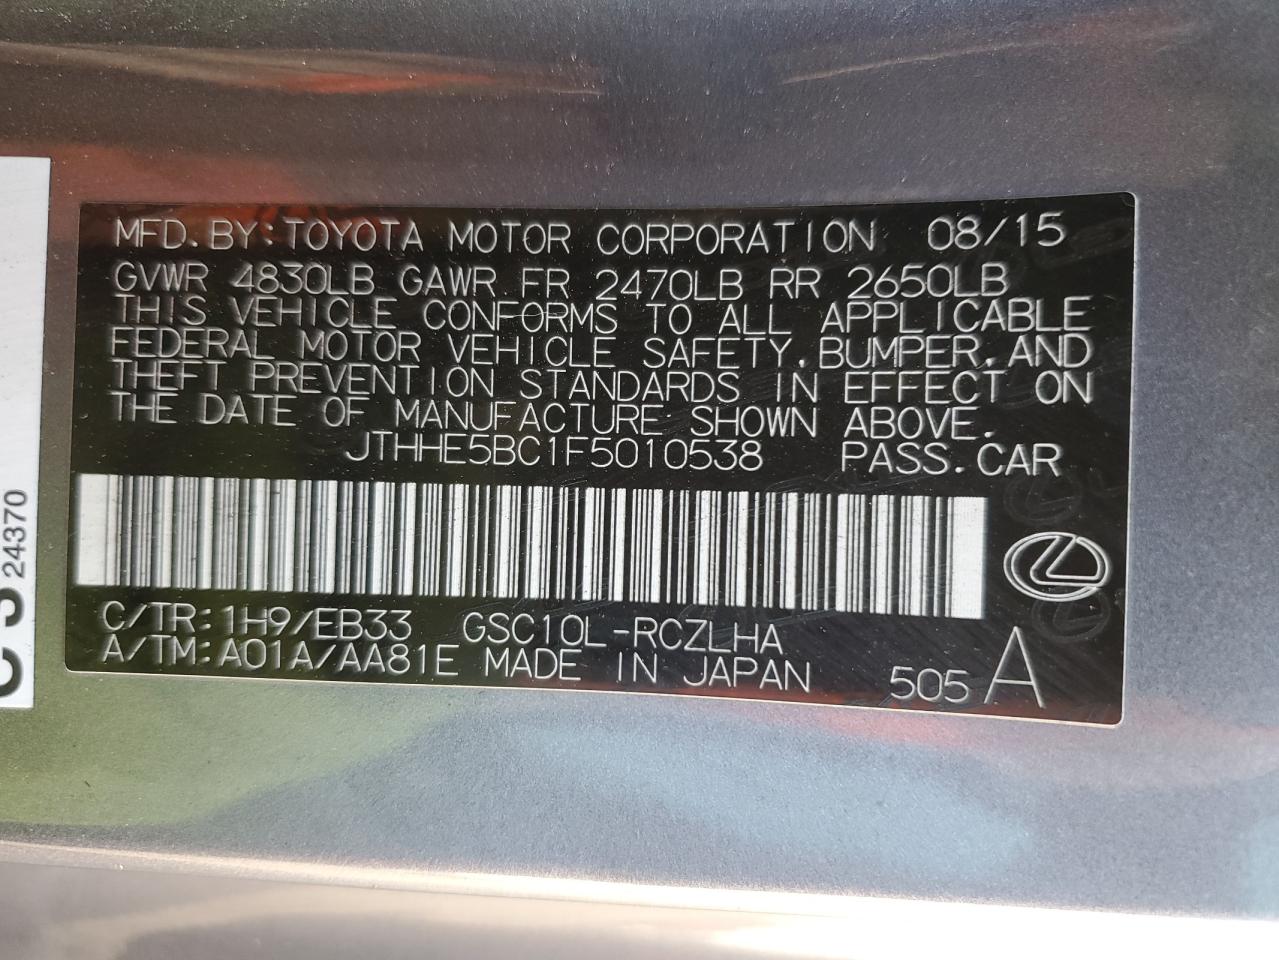 MFD.BY:TOYOTA MOTOR CORPORATION 08/15
GVWR 4830LB GAWR FR 2470LB RR 2650LB
THIS VEHICLE CONFORMS TO ALL APPLICABLE
FEDERAL MOTOR VEHICLE SAFETY,BUMPER,AND
THEFT PREVENTION STANDARDS IN EFFECT ON
THE DATE OF MANUFACTURE SHOWN ABOVE.
JTHHE5BC1F5010538 PASS.CAR
C/TR:1H9/EB33 GSC10L-RCZLHA
A/TM:A01A/AA81E MADE IN JAPAN 505 A
24370